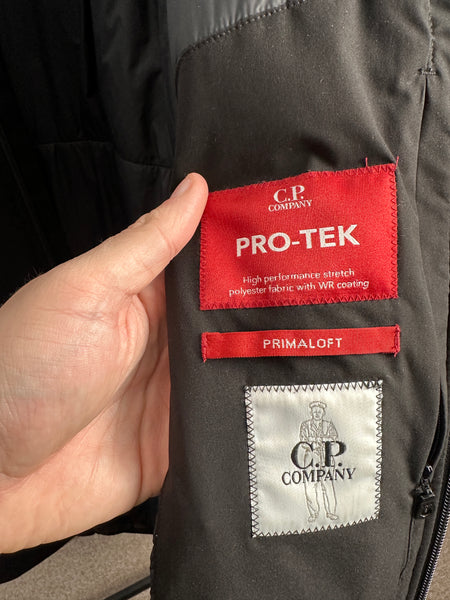 C.P.
COMPANY
PRO-TEK
High performance stretch
polyester fabric with WR coating
PRIMALOFT
C.P.
COMPANY